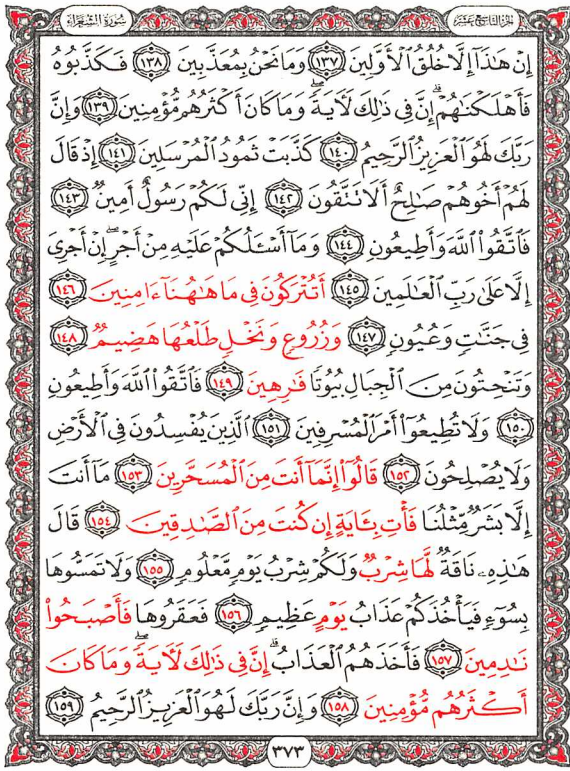 الجزء التاسع عشر
سورة الشعراء
إِنْ هَٰذَآ إِلَّا خُلُقُ ٱلْأَوَّلِينَ ﴿١٣٧﴾ وَمَا نَحْنُ بِمُعَذَّبِينَ ﴿١٣٨﴾ فَكَذَّبُوهُ
فَأَهْلَكْنَٰهُمْ ۗ إِنَّ فِى ذَٰلِكَ لَءَايَةً ۖ وَمَا كَانَ أَكْثَرُهُم مُّؤْمِنِينَ ﴿١٣٩﴾ وَإِنَّ
رَبَّكَ لَهُوَ ٱلْعَزِيزُ ٱلرَّحِيمُ ﴿١٤٠﴾ كَذَّبَتْ ثَمُودُ ٱلْمُرْسَلِينَ ﴿١٤١﴾ إِذْ قَالَ
لَهُمْ أَخُوهُمْ صَٰلِحٌ أَلَا تَتَّقُونَ ﴿١٤٢﴾ إِنِّى لَكُمْ رَسُولٌ أَمِينٌ ﴿١٤٣﴾
فَٱتَّقُوا۟ ٱللَّهَ وَأَطِيعُونِ ﴿١٤٤﴾ وَمَآ أَسْـَٔلُكُمْ عَلَيْهِ مِنْ أَجْرٍ ۖ إِنْ أَجْرِىَ
إِلَّا عَلَىٰ رَبِّ ٱلْعَٰلَمِينَ ﴿١٤٥﴾ أَتُتْرَكُونَ فِى مَا هَٰهُنَآ ءَامِنِينَ ﴿١٤٦﴾
فِى جَنَّٰتٍ وَعُيُونٍ ﴿١٤٧﴾ وَزُرُوعٍ وَنَخْلٍ طَلْعُهَا هَضِيمٌ ﴿١٤٨﴾
وَتَنْحِتُونَ مِنَ ٱلْجِبَالِ بُيُوتًا فَٰرِهِينَ ﴿١٤٩﴾ فَٱتَّقُوا۟ ٱللَّهَ وَأَطِيعُونِ
﴿١٥٠﴾ وَلَا تُطِيعُوٓا۟ أَمْرَ ٱلْمُسْرِفِينَ ﴿١٥١﴾ ٱلَّذِينَ يُفْسِدُونَ فِى ٱلْأَرْضِ
وَلَا يُصْلِحُونَ ﴿١٥٢﴾ قَالُوٓا۟ إِنَّمَآ أَنتَ مِنَ ٱلْمُسَحَّرِينَ ﴿١٥٣﴾ مَآ أَنتَ
إِلَّا بَشَرٌ مِّثْلُنَا فَأْتِ بِـَٔايَةٍ إِن كُنتَ مِنَ ٱلصَّٰدِقِينَ ﴿١٥٤﴾ قَالَ
هَٰذِهِۦ نَاقَةٌ لَّهَا شِرْبٌ وَلَكُمْ شِرْبُ يَوْمٍ مَّعْلُومٍ ﴿١٥٥﴾ وَلَا تَمَسُّوهَا
بِسُوٓءٍ فَيَأْخُذَكُمْ عَذَابُ يَوْمٍ عَظِيمٍ ﴿١٥٦﴾ فَعَقَرُوهَا فَأَصْبَحُوا۟
نَٰدِمِينَ ﴿١٥٧﴾ فَأَخَذَهُمُ ٱلْعَذَابُ ۗ إِنَّ فِى ذَٰلِكَ لَءَايَةً ۖ وَمَا كَانَ
أَكْثَرُهُم مُّؤْمِنِينَ ﴿١٥٨﴾ وَإِنَّ رَبَّكَ لَهُوَ ٱلْعَزِيزُ ٱلرَّحِيمُ ﴿١٥٩﴾
٣٧٣